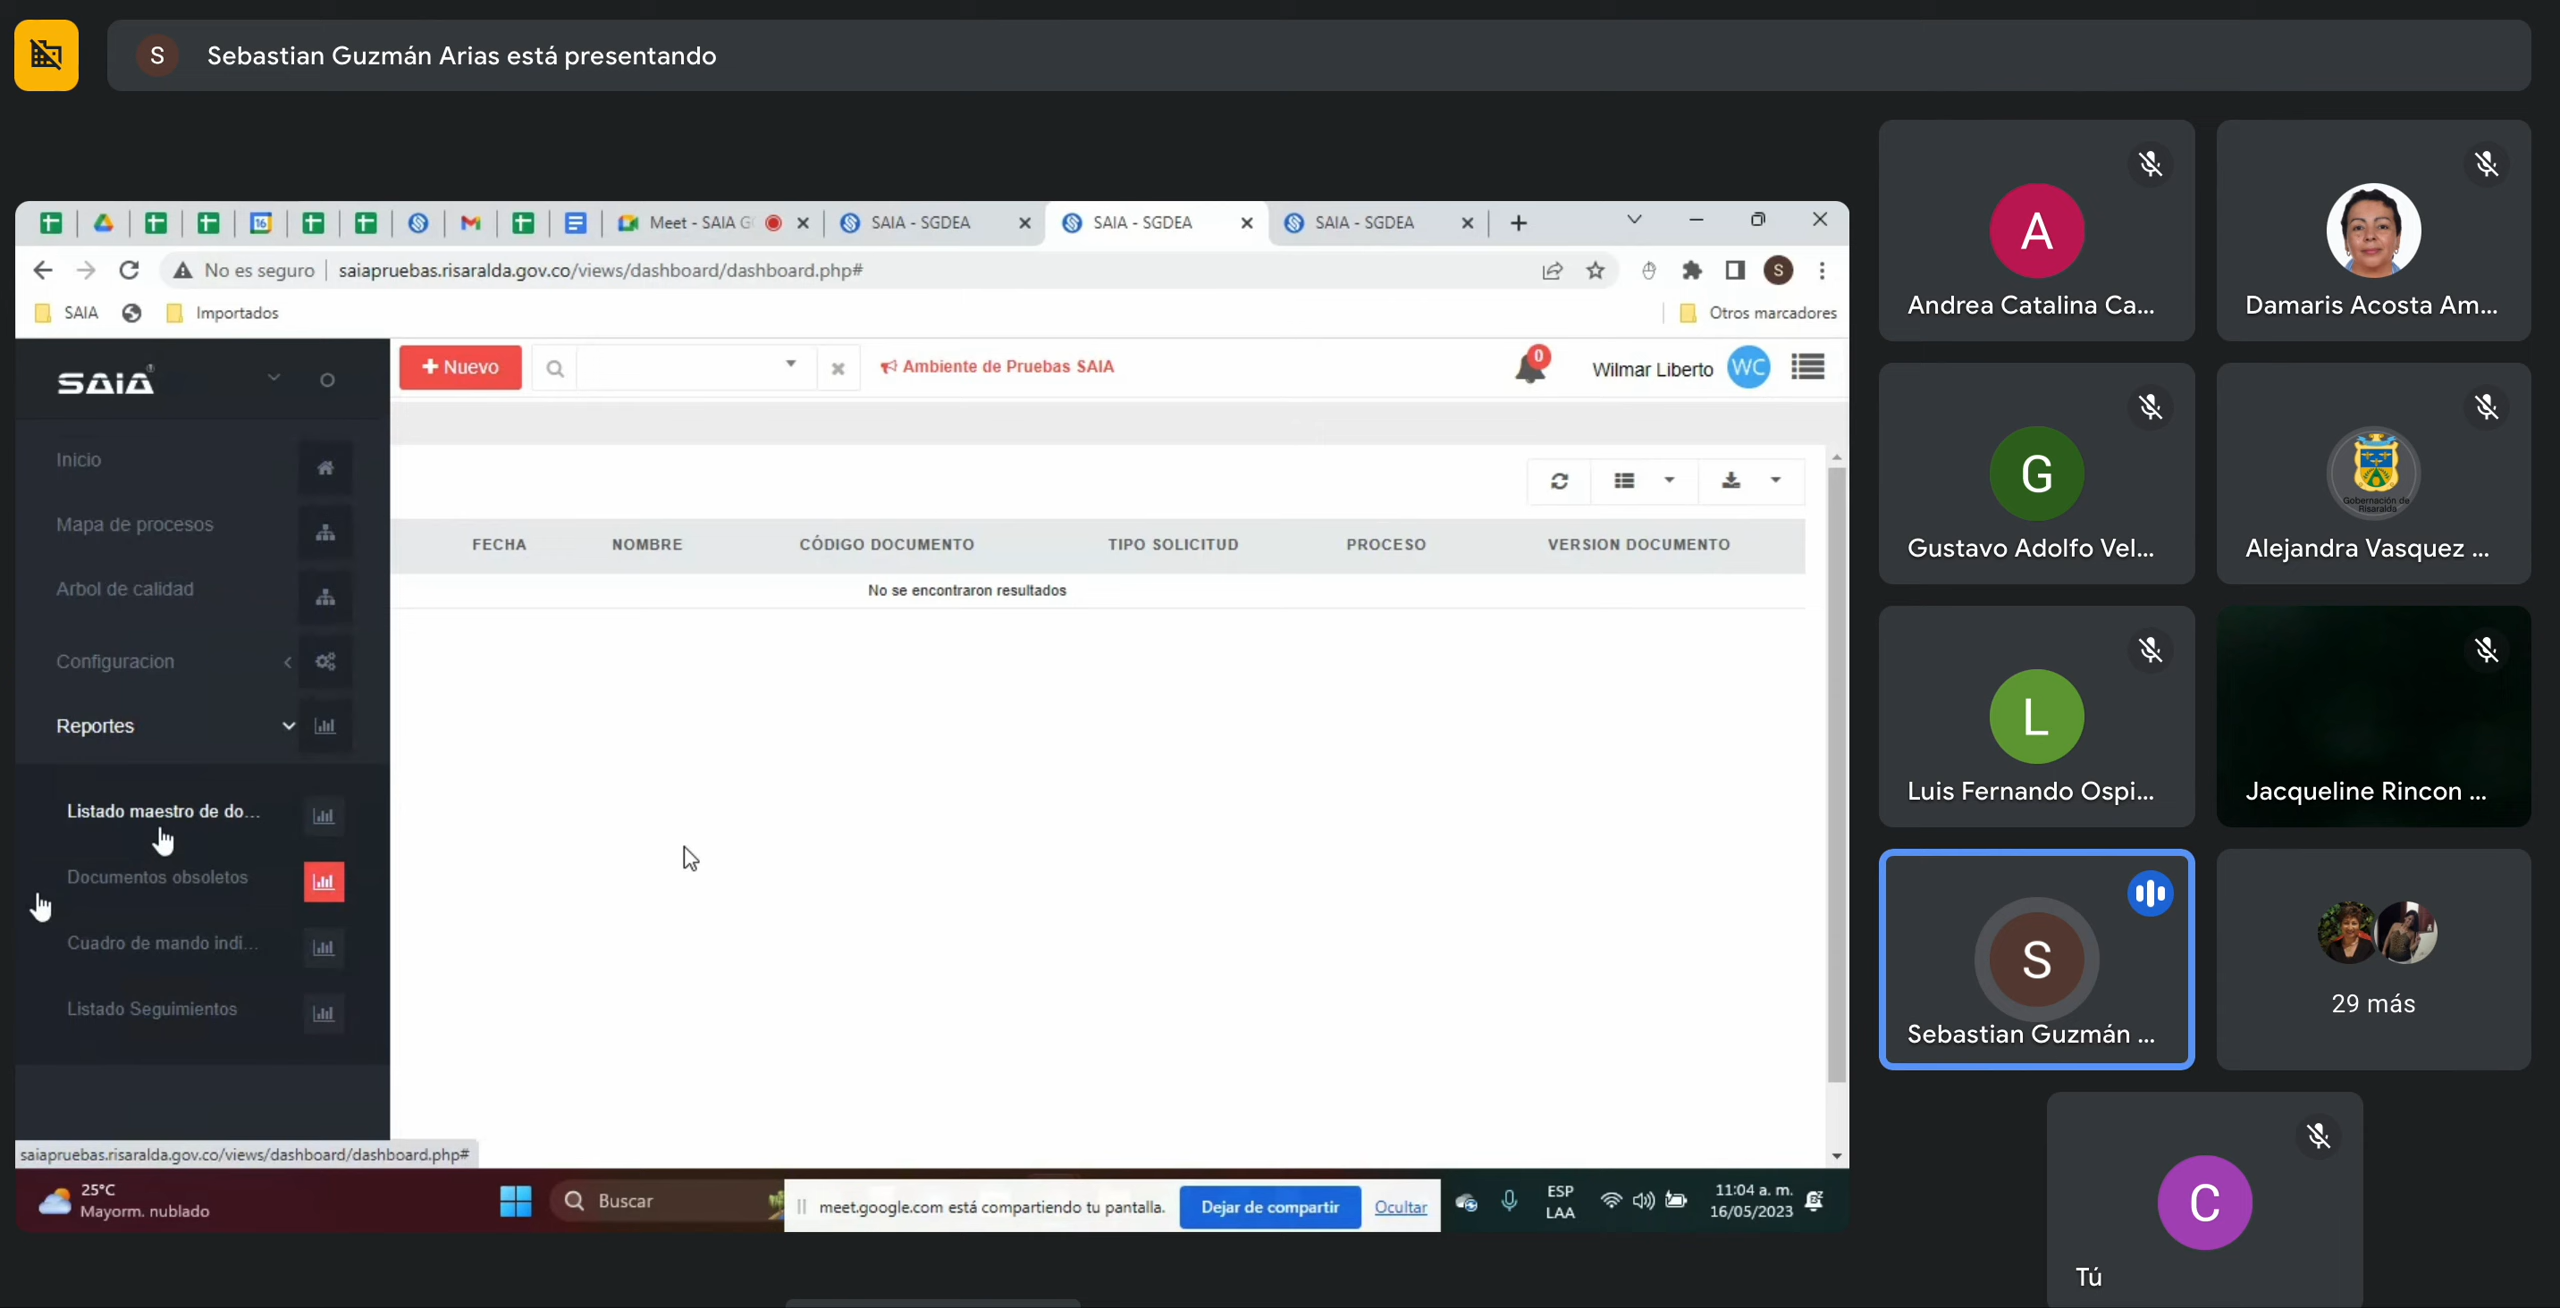 S Sebastian Guzmán Arias está presentando
Meet - SAIA G
SAIA - SGDEA
SAIA - SGDEA
SAIA - SGDEA
No es seguro saiapruebas.risaralda.gov.co/views/dashboard/dashboard.php#
S
SAIA
Importados
Otros marcadores
SAIA
Nuevo
Ambiente de Pruebas SAIA
0
Wilmar Liberto
WC
Inicio
Mapa de procesos
Arbol de calidad
Configuracion
Reportes
Listado maestro de do...
Documentos obsoletos
Cuadro de mando indi...
Listado Seguimientos
FECHA NOMBRE CÓDIGO DOCUMENTO TIPO SOLICITUD PROCESO VERSION DOCUMENTO
No se encontraron resultados
saiapruebas.risaralda.gov.co/views/dashboard/dashboard.php#
25°C
Mayorm. nublado
Buscar
meet.google.com está compartiendo tu pantalla.
Dejar de compartir
Ocultar
ESP
LAA
11:04 a. m.
16/05/2023
A
Andrea Catalina Ca...
Damaris Acosta Am...
G
Gustavo Adolfo Vel...
Gobernación de
Risaralda
Alejandra Vasquez ...
L
Luis Fernando Ospi...
Jacqueline Rincon ...
S
Sebastian Guzmán ...
29 más
C
Tú